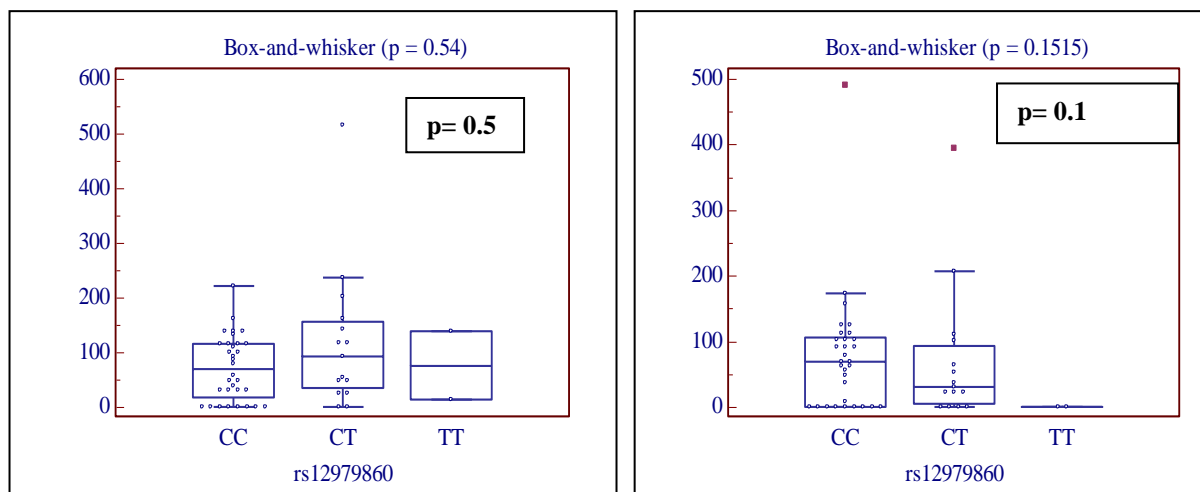 Box-and-whisker (p = 0.54)
600
500
400
300
200
100
0
p= 0.5
CC CT TT
rs12979860
Box-and-whisker (p = 0.1515)
500
400
300
200
100
0
p= 0.1
CC CT TT
rs12979860